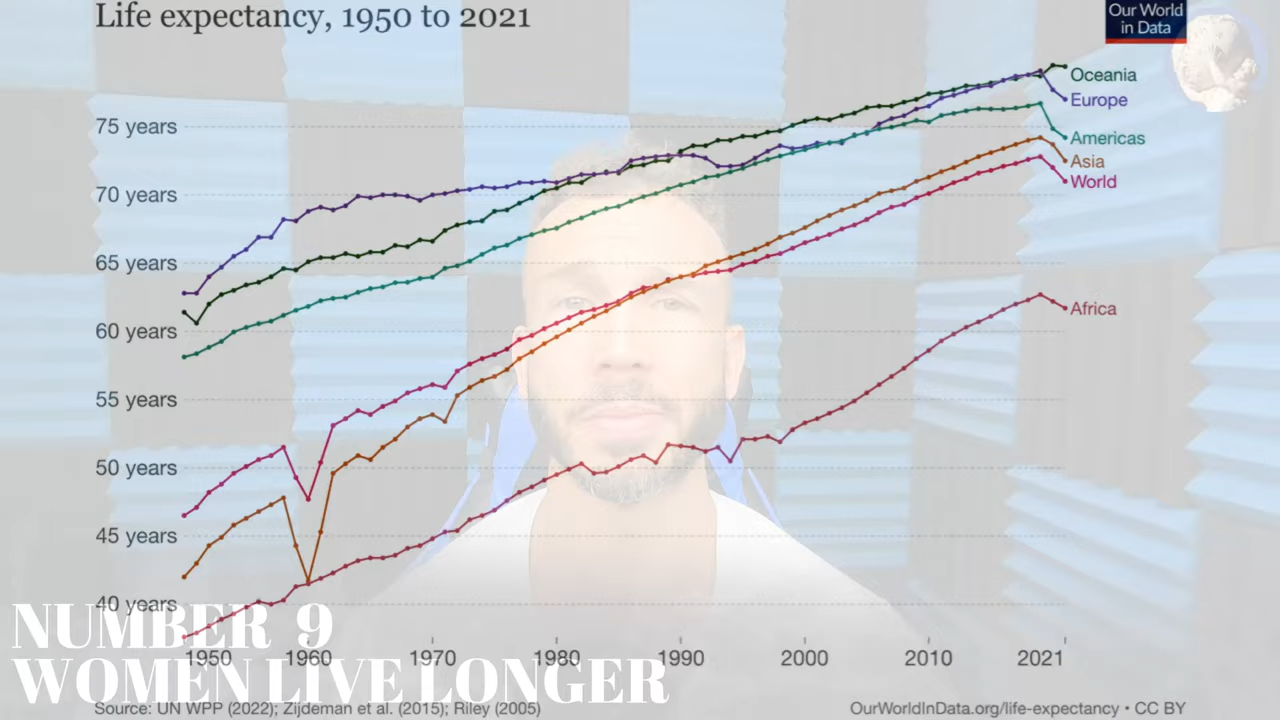 Life expectancy, 1950 to 2021
Our World
in Data
Oceania
Europe
Americas
Asia
World
Africa
75 years
70 years
65 years
60 years
55 years
50 years
45 years
40 years
1950
1960
1970
1980
1990
2000
2010
2021
NUMBER 9
WOMEN LIVE LONGER
Source: UN WPP (2022); Zijdeman et al. (2015); Riley (2005)
OurWorldInData.org/life-expectancy • CC BY